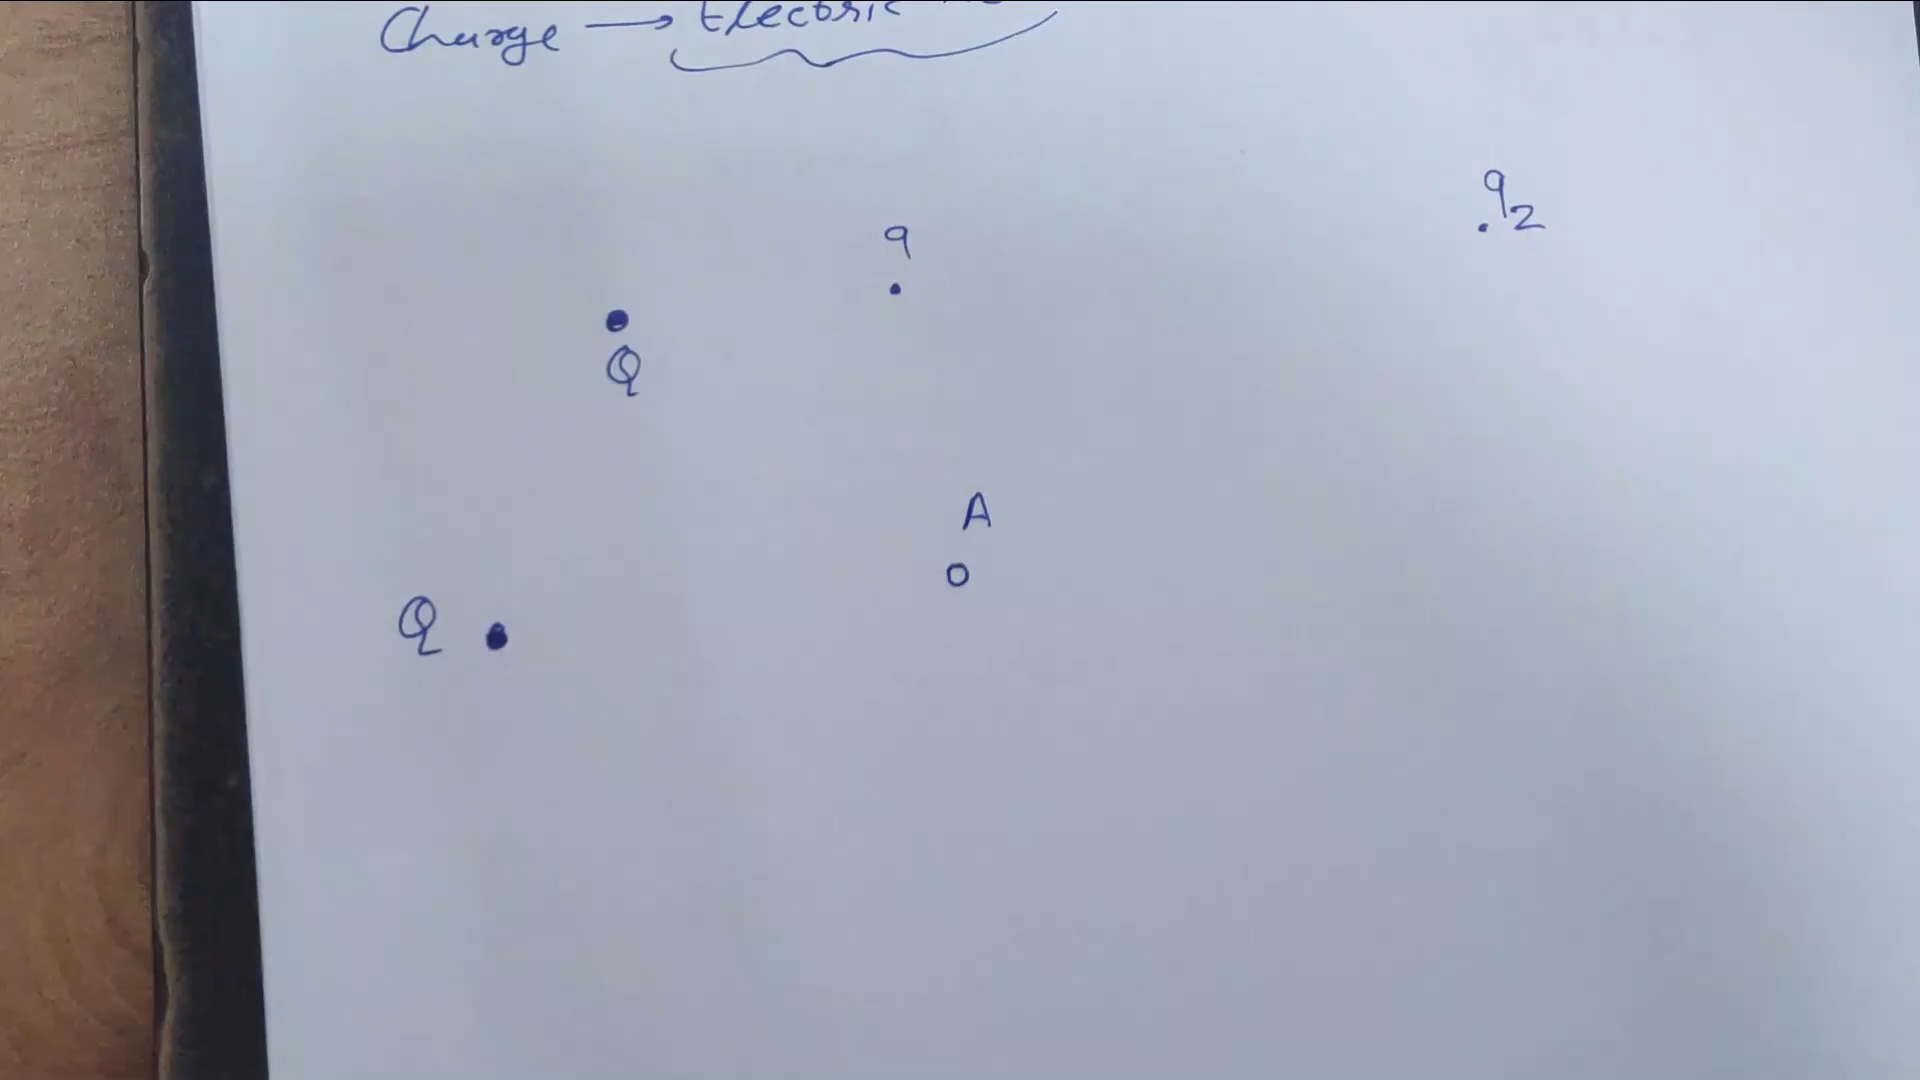 Charge → Electric
q2
q
Q
A
Q